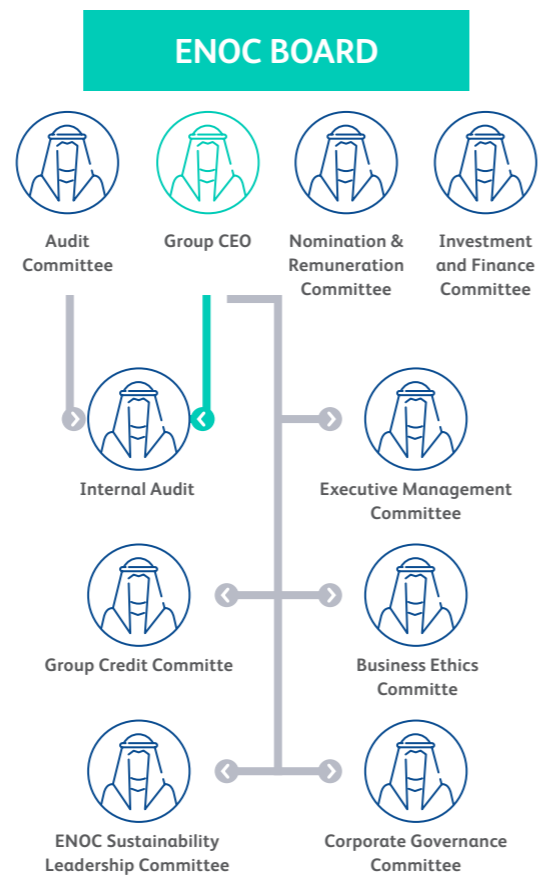 ENOC BOARD
Audit
Committee
Group CEO
Nomination &
Remuneration
Committee
Investment
and Finance
Committee
Internal Audit
Executive Management
Committee
Group Credit Committe
Business Ethics
Committe
ENOC Sustainability
Leadership Committee
Corporate Governance
Committee